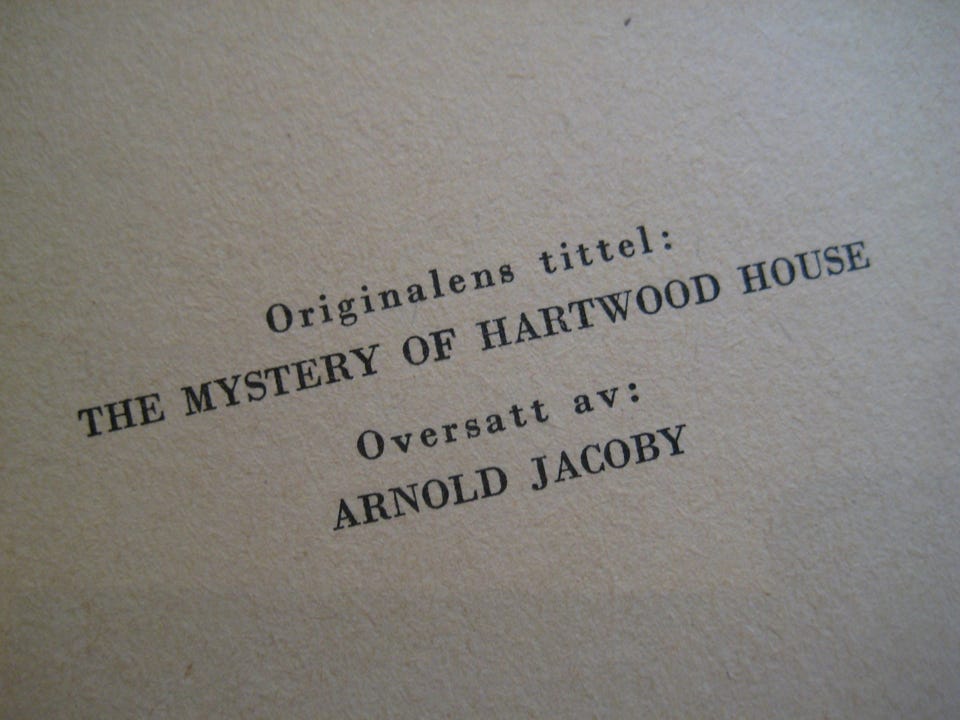 Originalens tittel:
THE MYSTERY OF HARTWOOD HOUSE
Oversatt av:
ARNOLD JACOBY